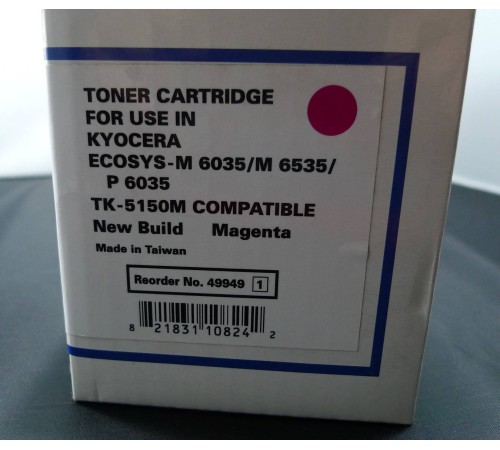 TONER CARTRIDGE
FOR USE IN
KYOCERA
ECOSYS-M 6035/M 6535/
P 6035
TK-5150M COMPATIBLE
New Build Magenta
Made in Taiwan
Reorder No. 49949 1
8 21831 10824 2